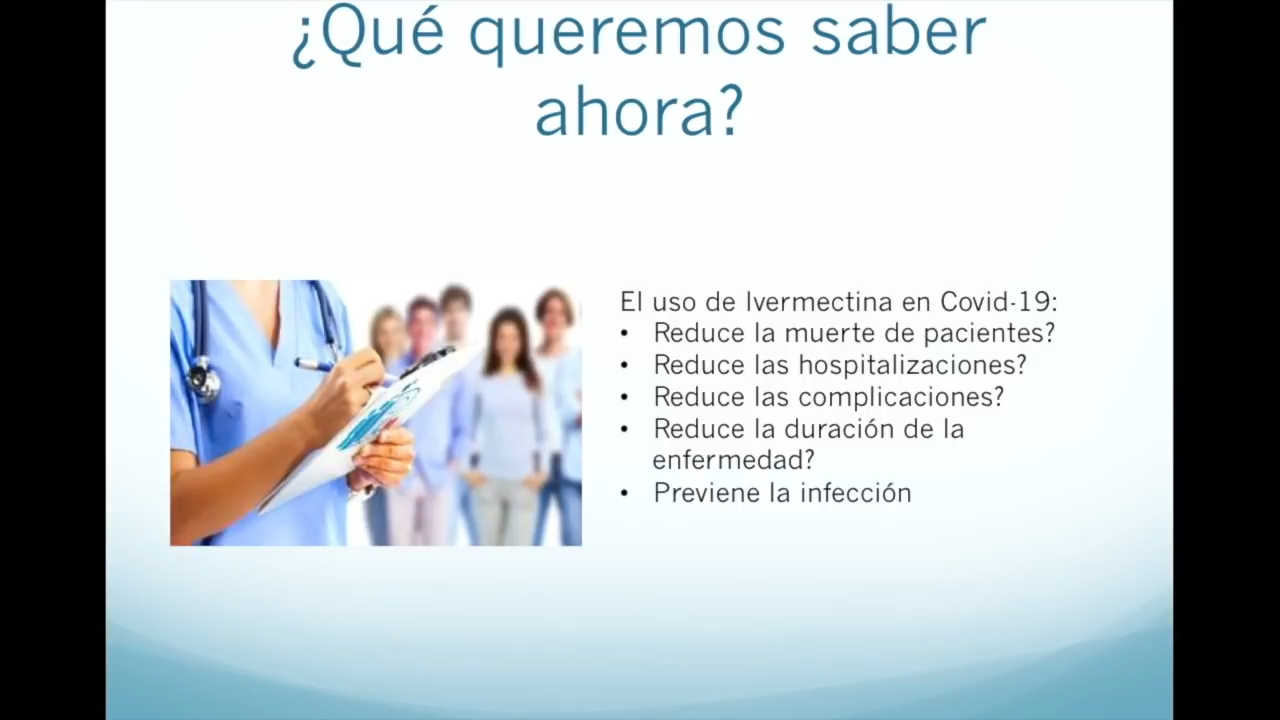 ¿Qué queremos saber
ahora?
El uso de Ivermectina en Covid-19:
• Reduce la muerte de pacientes?
• Reduce las hospitalizaciones?
• Reduce las complicaciones?
• Reduce la duración de la
enfermedad?
• Previene la infección